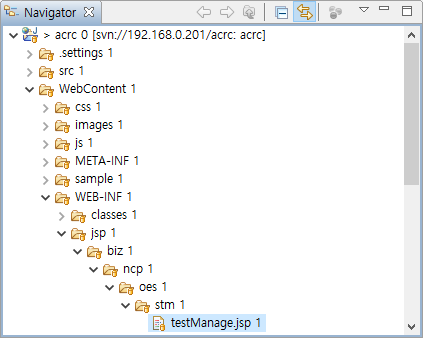 Navigator
> acrc 0 [svn://192.168.0.201/acrc: acrc]
.settings 1
src 1
WebContent 1
css 1
images 1
js 1
META-INF 1
sample 1
WEB-INF 1
classes 1
jsp 1
biz 1
ncp 1
oes 1
stm 1
testManage.jsp 1